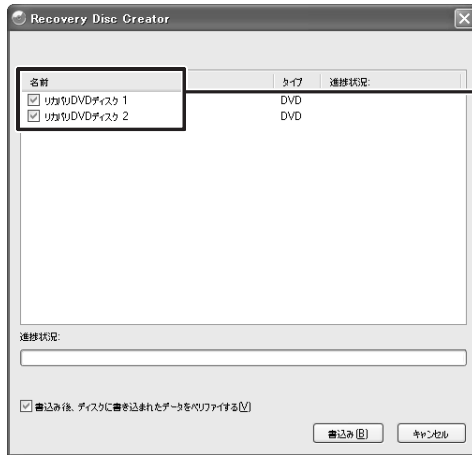 Recovery Disc Creator
名前 タイプ 進捗状況:
リカバリDVDディスク 1 DVD
リカバリDVDディスク 2 DVD
進捗状況:
書込み後、ディスクに書き込まれたデータをベリファイする[V]
書込み(B) キャンセル